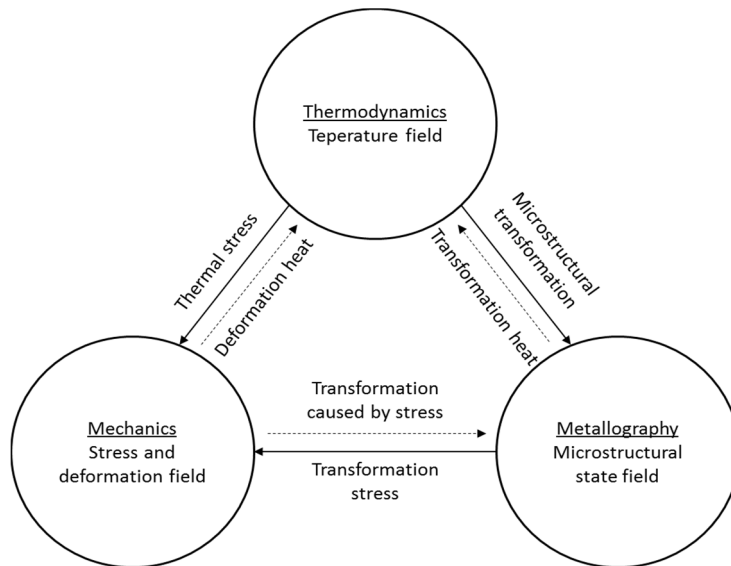 Thermodynamics
Teperature field
Thermal stress
Deformation heat
Microstructural
transformation
Transformation heat
Mechanics
Stress and
deformation field
Transformation
caused by stress
Transformation
stress
Metallography
Microstructural
state field